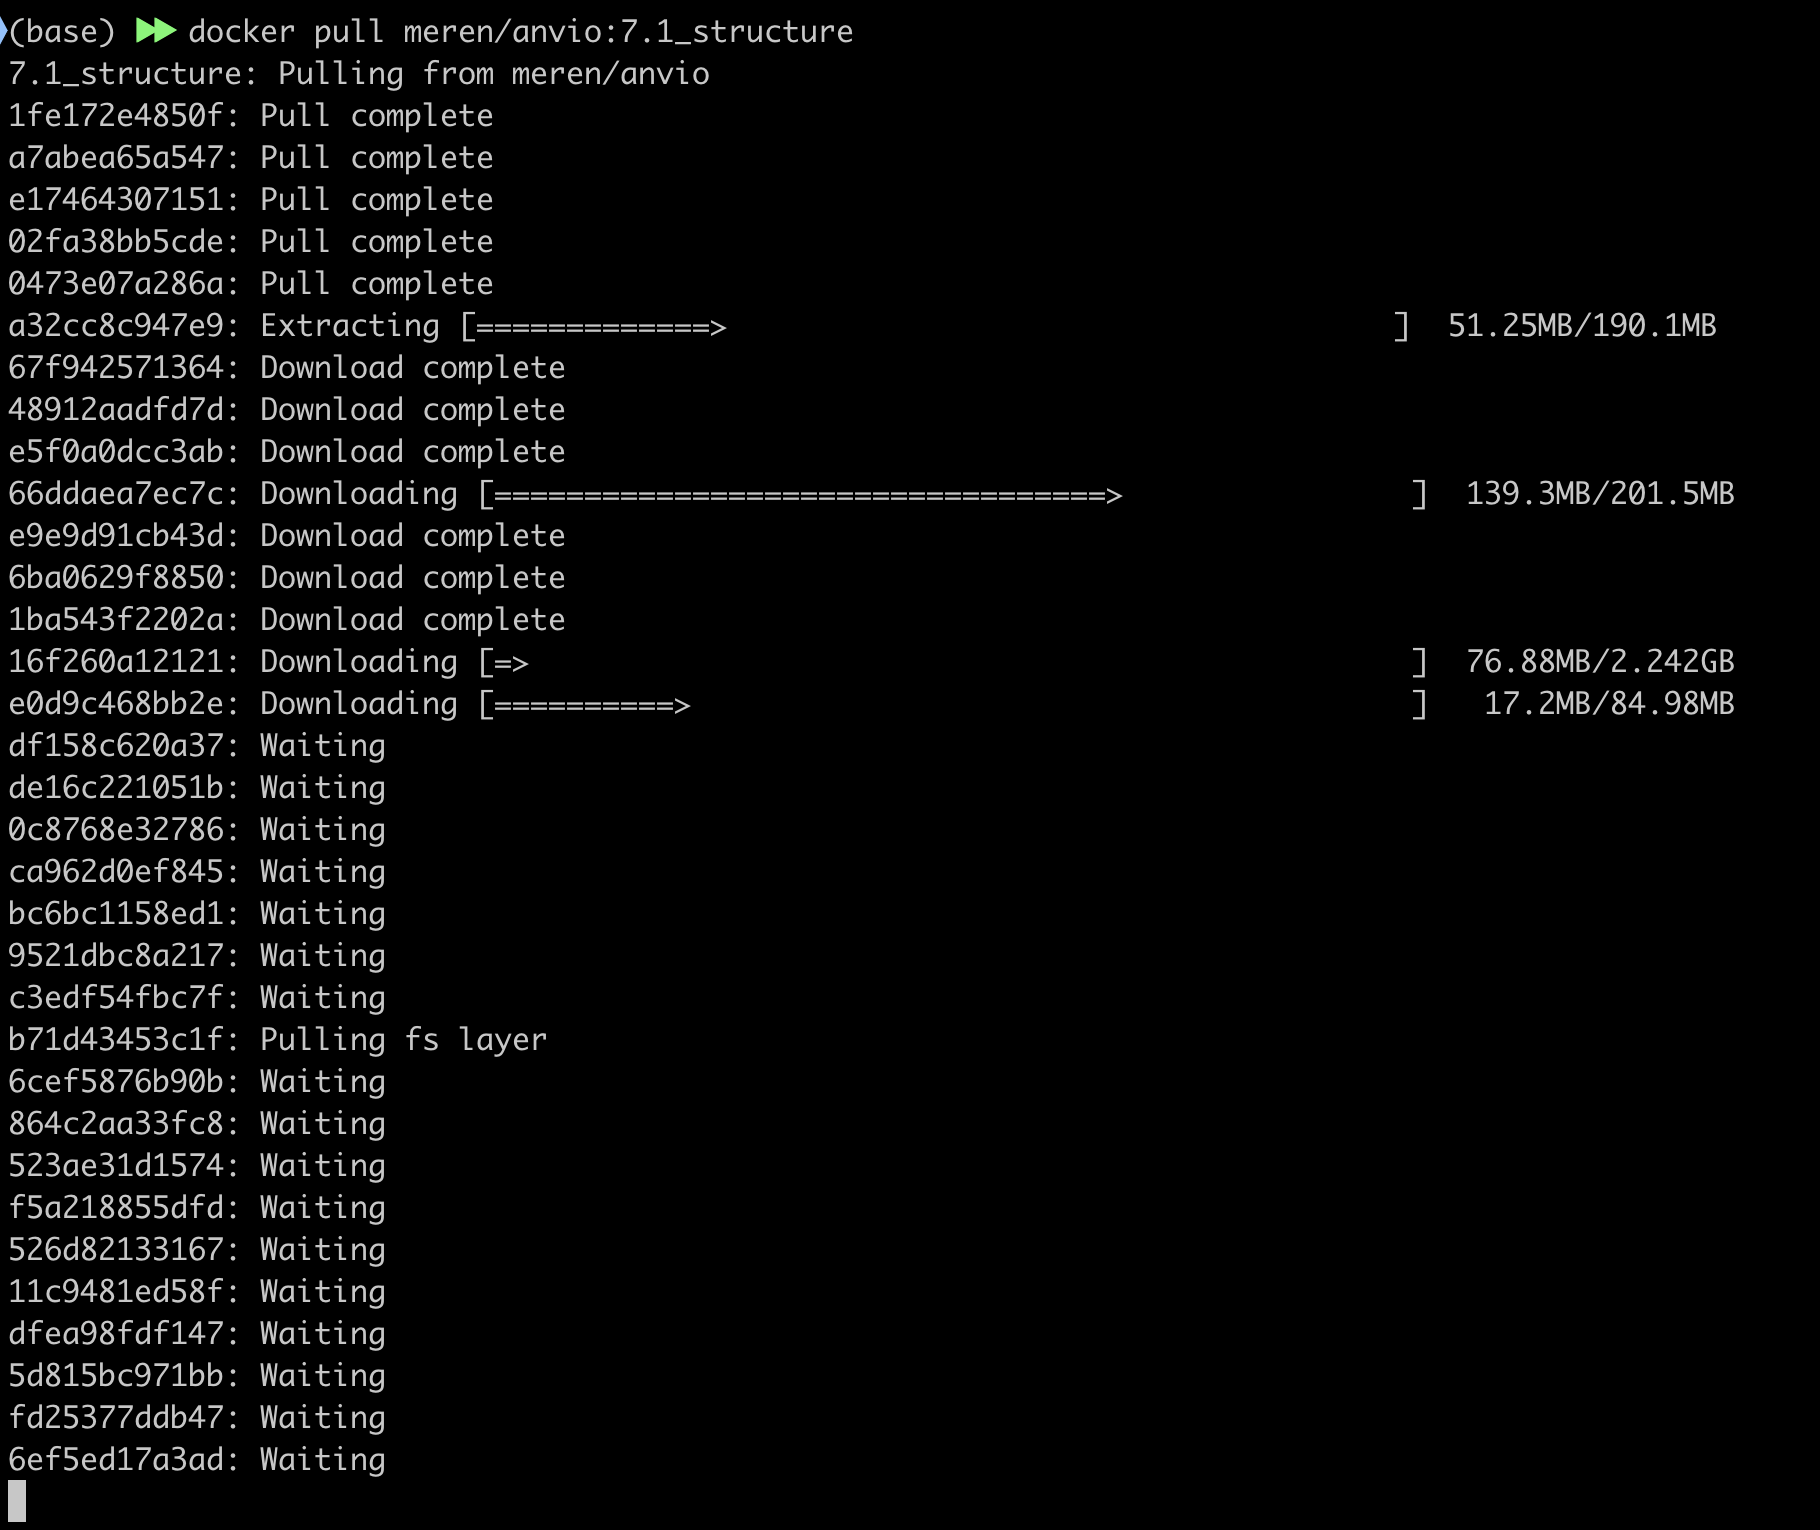 (base) ▶▶ docker pull meren/anvio:7.1_structure
7.1_structure: Pulling from meren/anvio
1fe172e4850f: Pull complete
a7abea65a547: Pull complete
e17464307151: Pull complete
02fa38bb5cde: Pull complete
0473e07a286a: Pull complete
a32cc8c947e9: Extracting [=============>                                     ]  51.25MB/190.1MB
67f942571364: Download complete
48912aadfd7d: Download complete
e5f0a0dcc3ab: Download complete
66ddaea7ec7c: Downloading [==================================>                ]  139.3MB/201.5MB
e9e9d91cb43d: Download complete
6ba0629f8850: Download complete
1ba543f2202a: Download complete
16f260a12121: Downloading [=>                                                 ]  76.88MB/2.242GB
e0d9c468bb2e: Downloading [==========>                                        ]   17.2MB/84.98MB
df158c620a37: Waiting
de16c221051b: Waiting
0c8768e32786: Waiting
ca962d0ef845: Waiting
bc6bc1158ed1: Waiting
9521dbc8a217: Waiting
c3edf54fbc7f: Waiting
b71d43453c1f: Pulling fs layer
6cef5876b90b: Waiting
864c2aa33fc8: Waiting
523ae31d1574: Waiting
f5a218855dfd: Waiting
526d82133167: Waiting
11c9481ed58f: Waiting
dfea98fdf147: Waiting
5d815bc971bb: Waiting
fd25377ddb47: Waiting
6ef5ed17a3ad: Waiting